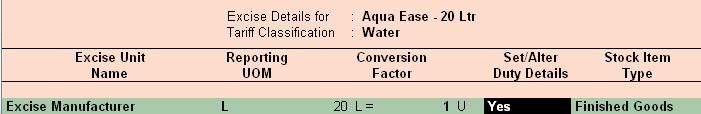 Excise Details for : Aqua Ease - 20 Ltr
Tariff Classification : Water
Excise Unit Reporting Conversion Set/Alter Stock Item
Name UOM Factor Duty Details Type
Excise Manufacturer L 20 L = 1 U Yes Finished Goods